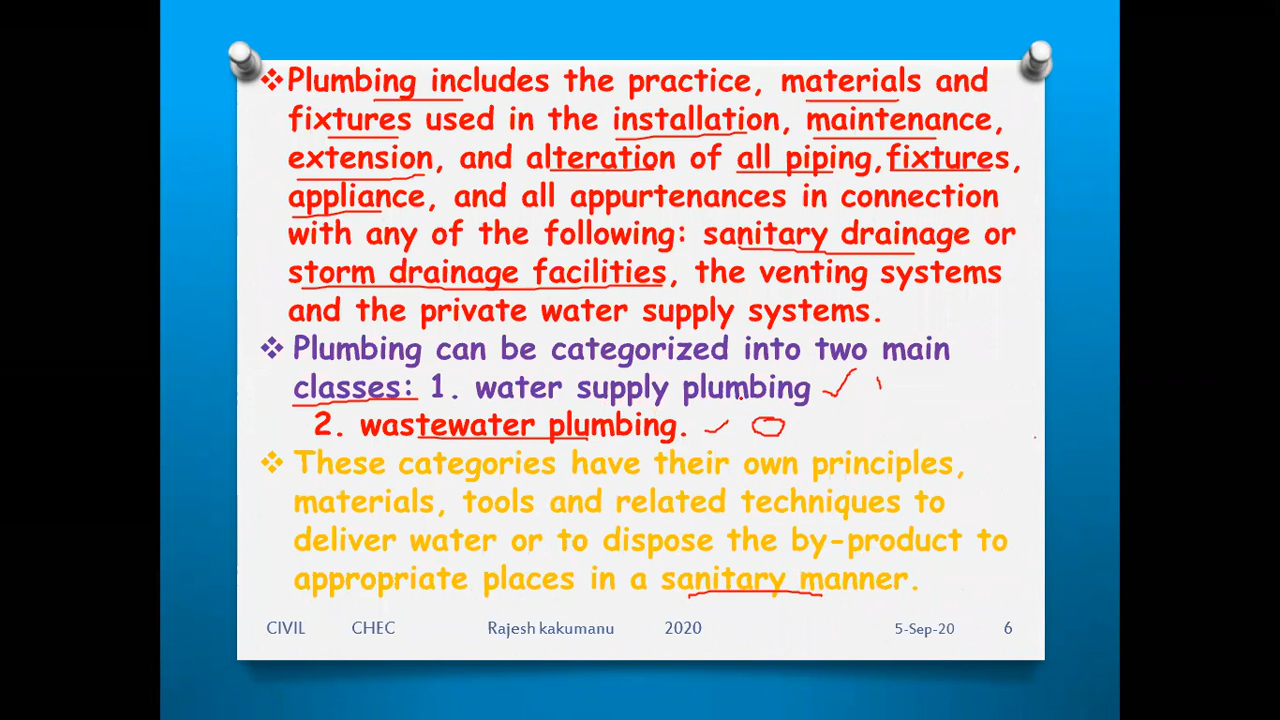 ❖Plumbing includes the practice, materials and
fixtures used in the installation, maintenance,
extension, and alteration of all piping,fixtures,
appliance, and all appurtenances in connection
with any of the following: sanitary drainage or
storm drainage facilities, the venting systems
and the private water supply systems.
❖ Plumbing can be categorized into two main
classes: 1. water supply plumbing
2. wastewater plumbing.
❖ These categories have their own principles,
materials, tools and related techniques to
deliver water or to dispose the by-product to
appropriate places in a sanitary manner.
CIVIL CHEC Rajesh kakumanu 2020 5-Sep-20 6